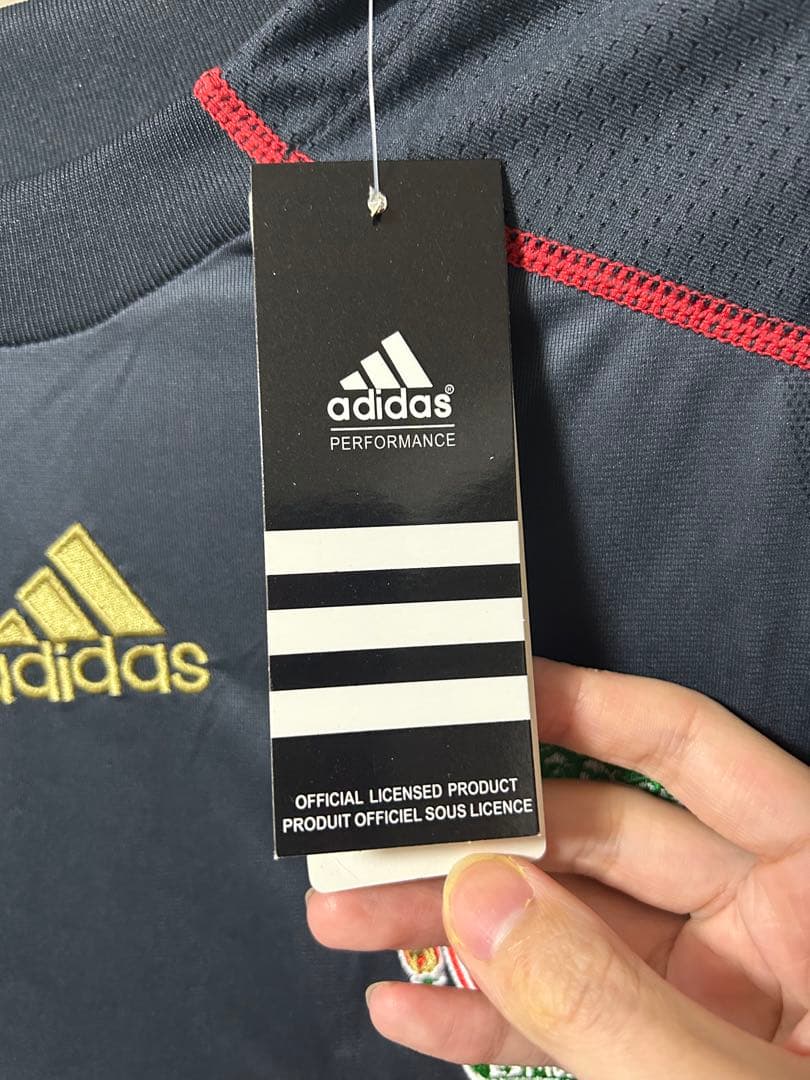 adidas®
PERFORMANCE
adidas
OFFICIAL LICENSED PRODUCT
PRODUIT OFFICIEL SOUS LICENCE